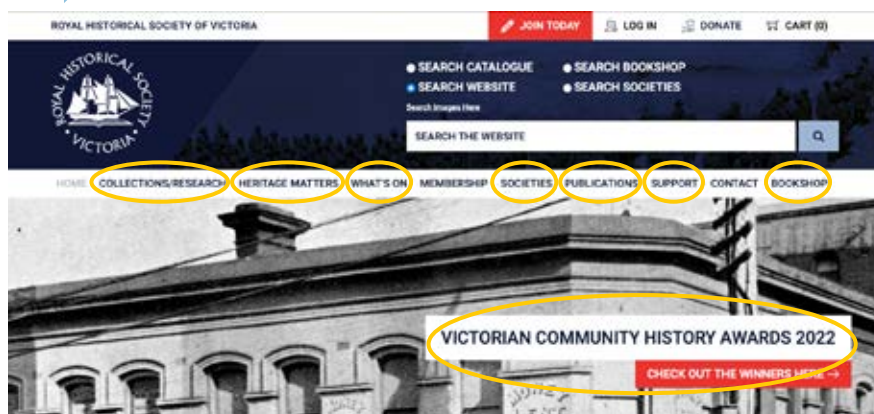 ROYAL HISTORICAL SOCIETY OF VICTORIA JOIN TODAY LOG IN DONATE CART (0)
ROYAL HISTORICAL SOCIETY
VICTORIA
SEARCH CATALOGUE SEARCH BOOKSHOP
SEARCH WEBSITE SEARCH SOCIETIES
Search Images Here
SEARCH THE WEBSITE
HOME COLLECTIONS/RESEARCH HERITAGE MATTERS WHAT'S ON MEMBERSHIP SOCIETIES PUBLICATIONS SUPPORT CONTACT BOOKSHOP
VICTORIAN COMMUNITY HISTORY AWARDS 2022
CHECK OUT THE WINNERS HERE →